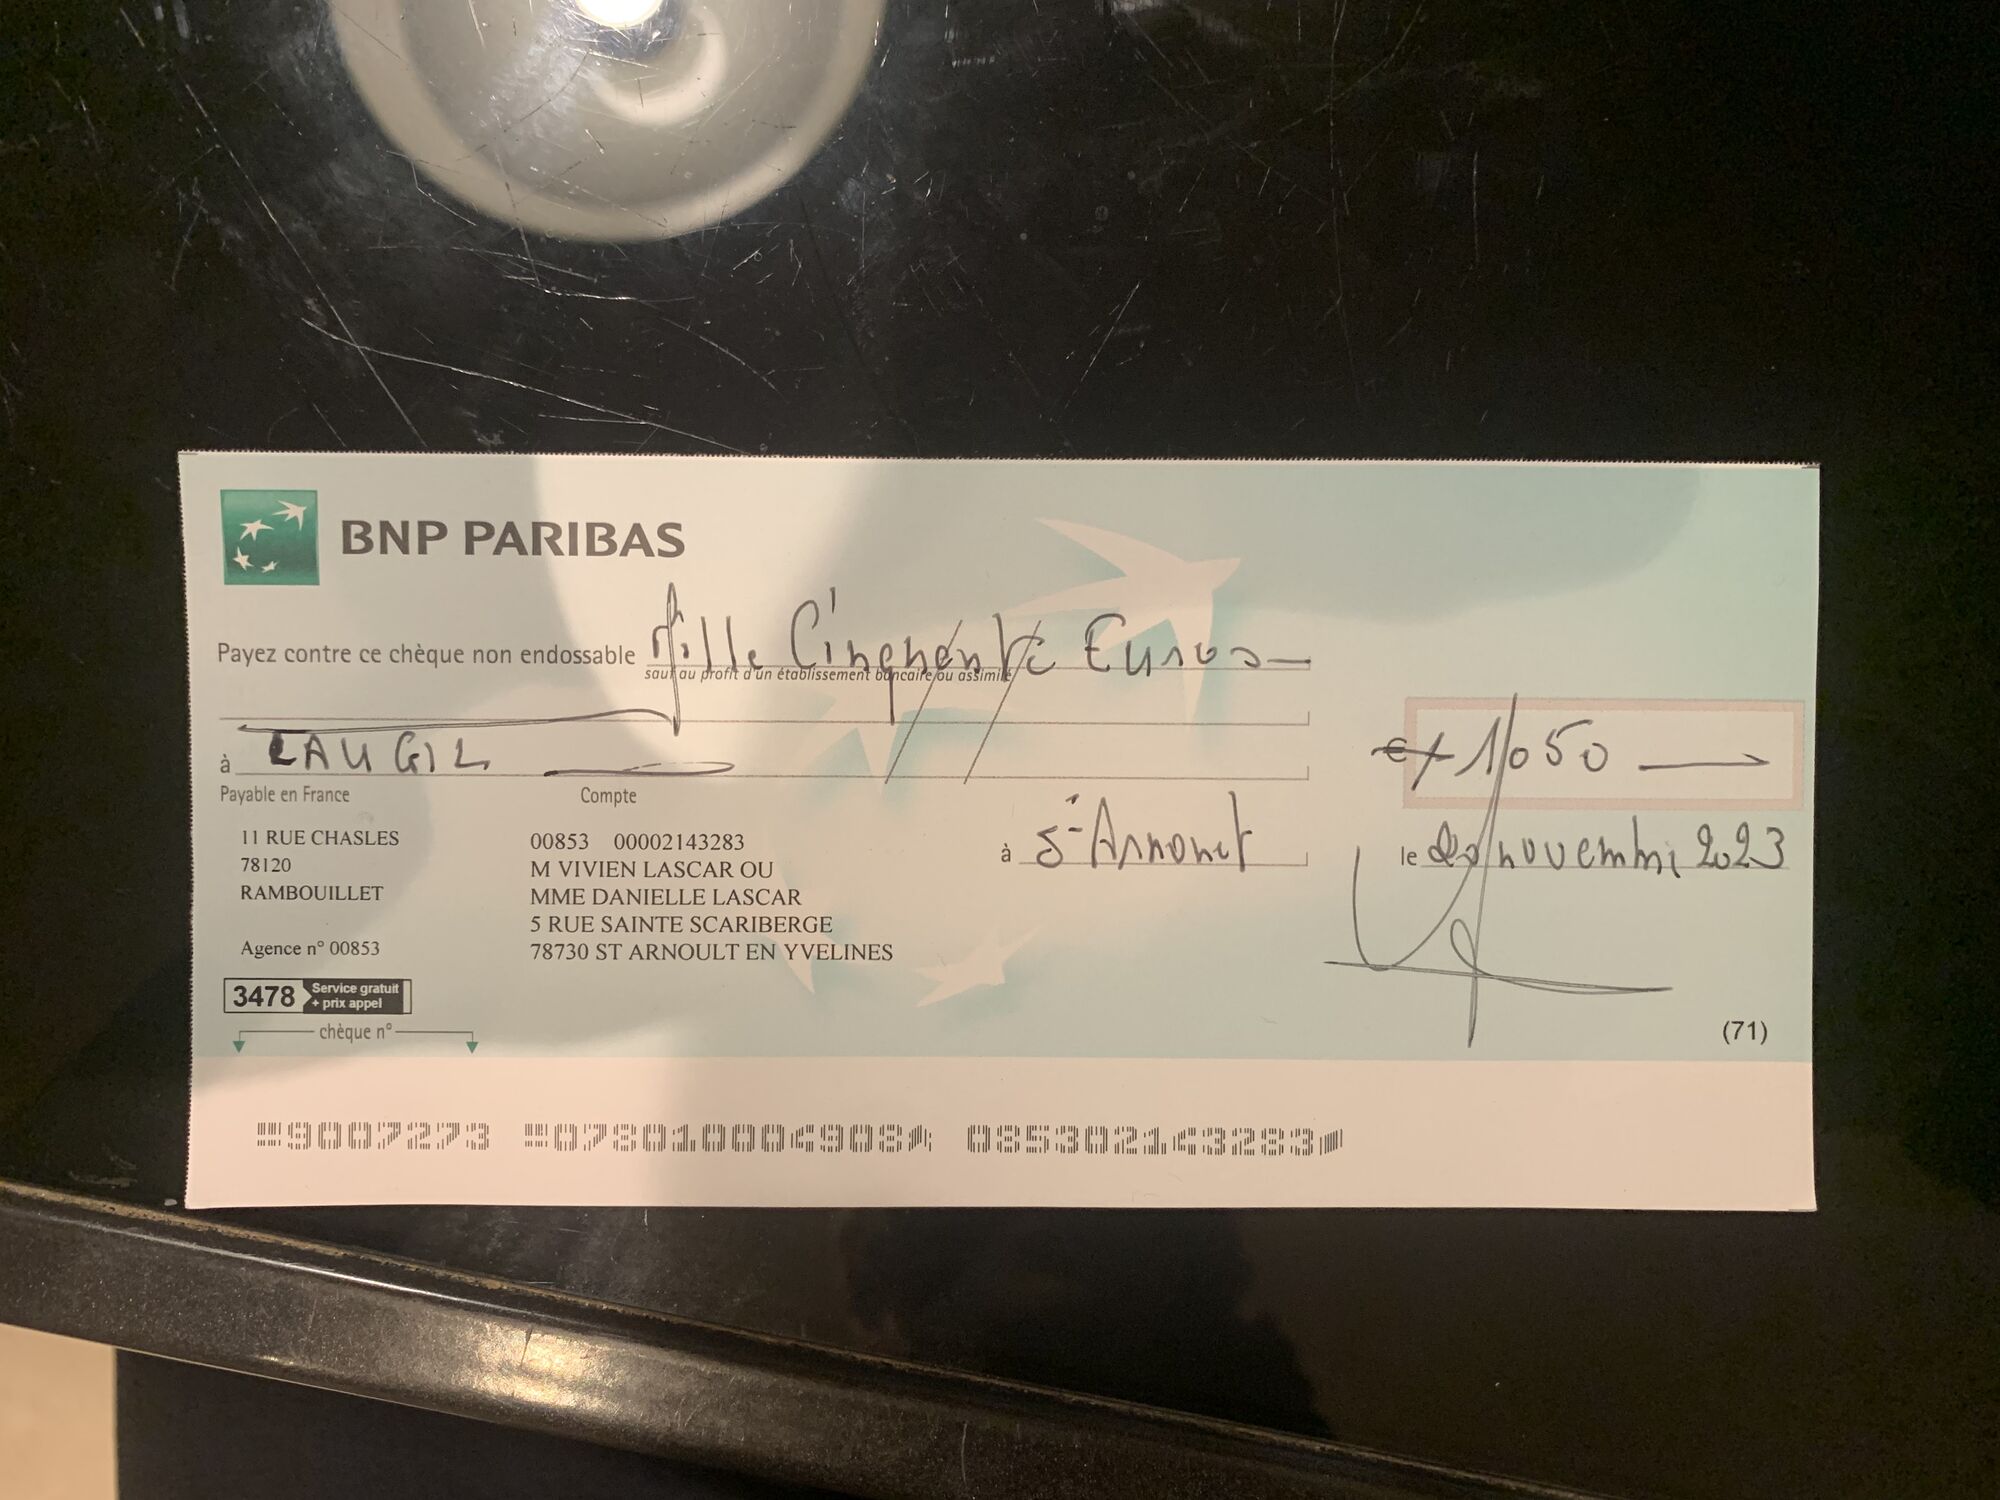 BNP PARIBAS
Payez contre ce chèque non endossable Mille Cinquante Euros
sauf au profit d'un établissement bancaire ou assimilé
à LAUGIL
€ 1050
Payable en France
Compte
à St Arnoult
le novembre 2023
11 RUE CHASLES
78120
RAMBOUILLET
Agence n° 00853
00853 00002143283
M VIVIEN LASCAR OU
MME DANIELLE LASCAR
5 RUE SAINTE SCARIBERGE
78730 ST ARNOULT EN YVELINES
3478 Service gratuit
+ prix appel
chèque n°
(71)
9007273 078010004908 085302143283